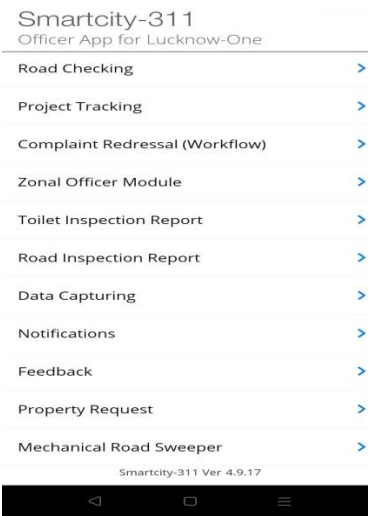 Smartcity-311
Officer App for Lucknow-One
Road Checking
Project Tracking
Complaint Redressal (Workflow)
Zonal Officer Module
Toilet Inspection Report
Road Inspection Report
Data Capturing
Notifications
Feedback
Property Request
Mechanical Road Sweeper
Smartcity-311 Ver 4.9.17